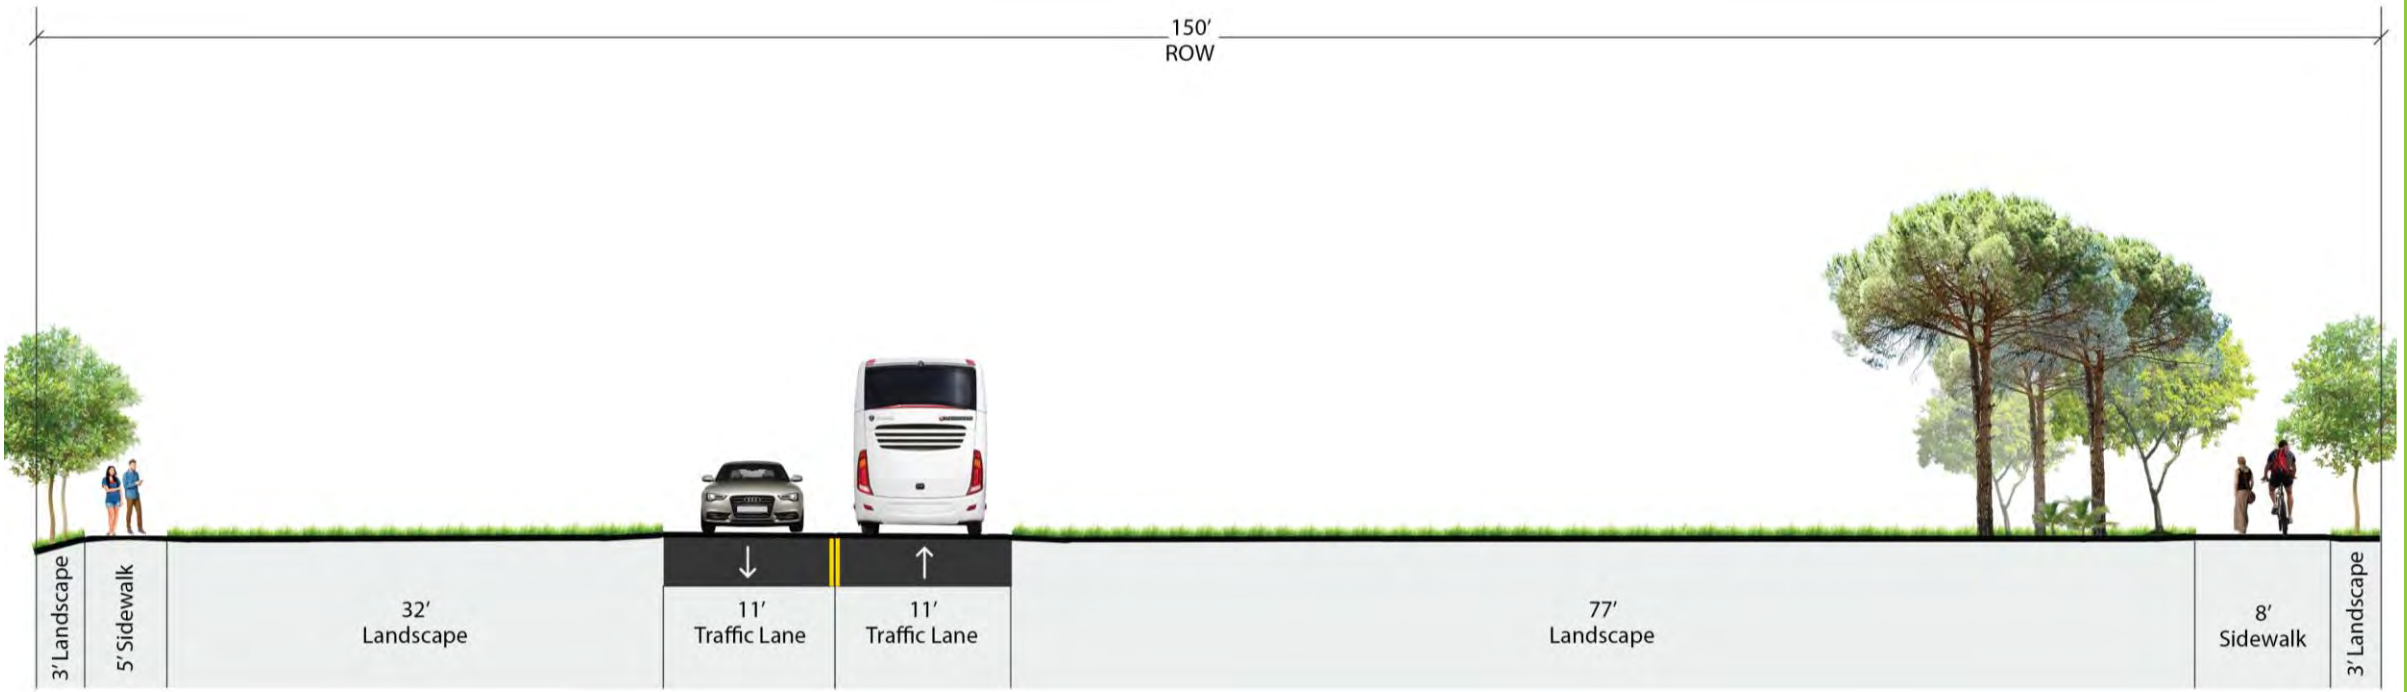 150′
ROW
3′ Landscape
5′ Sidewalk
32′
Landscape
11′
Traffic Lane
11′
Traffic Lane
77′
Landscape
8′
Sidewalk
3′ Landscape